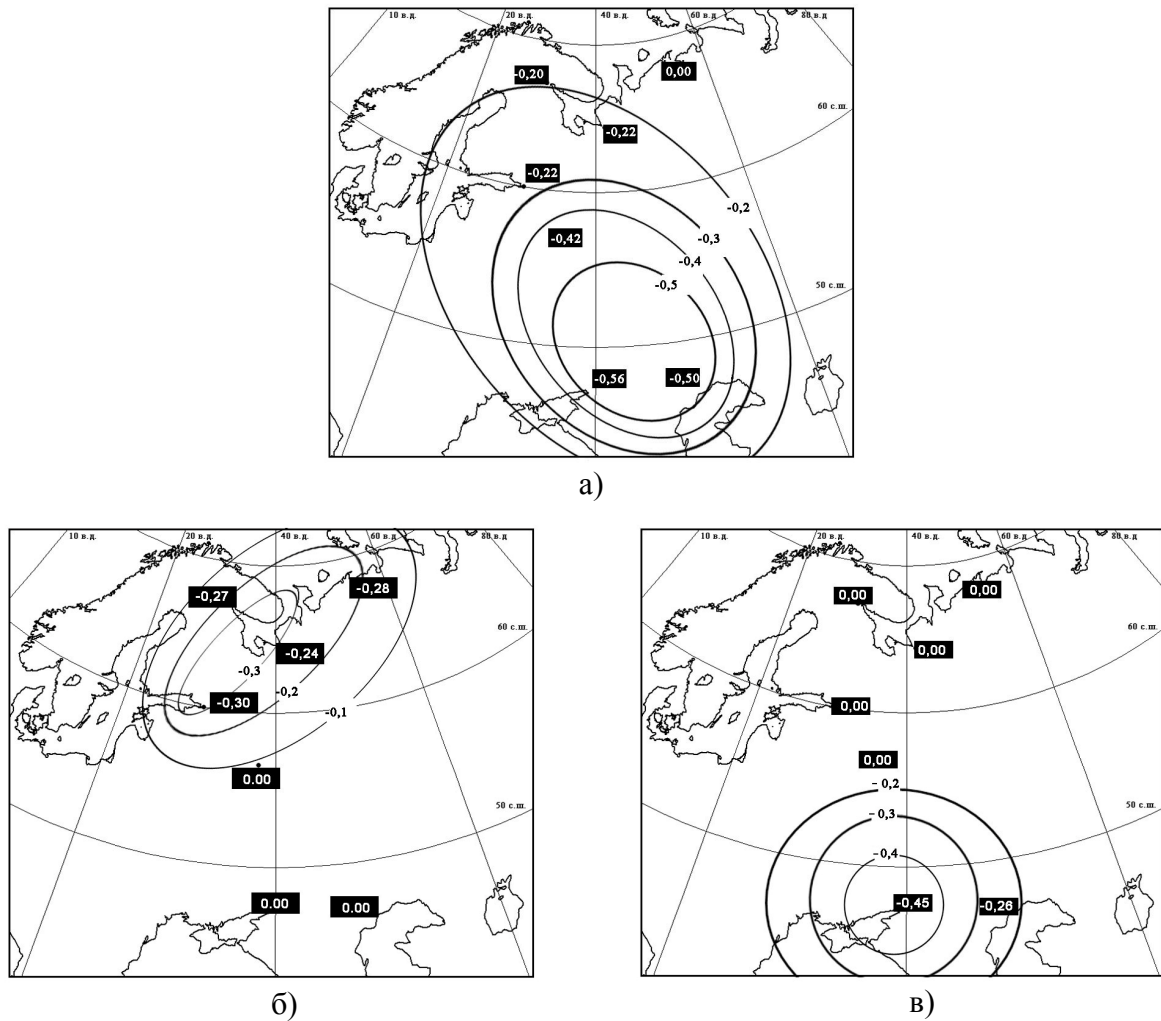 10 в.д.
20 в.д.
40 в.д.
60 в.д.
80 в.д
-0,20
0,00
60 с.ш.
-0,22
-0,22
-0,2
-0,42
-0,3
-0,4
-0,5
50 с.ш.
-0,56
-0,50
а)
10 в.д.
20 в.д.
40 в.д.
60 в.д.
80 в.д
-0,27
-0,28
60 с.ш.
-0,24
-0,3
-0,2
-0,30
-0,1
0.00
50 с.ш.
0.00
0.00
б)
10 в.д.
20 в.д.
40 в.д.
60 в.д.
80 в.д
0,00
0,00
60 с.ш.
0,00
0,00
0,00
– 0,2
– 0,3
50 с.ш.
– 0,4
-0,45
-0,26
в)